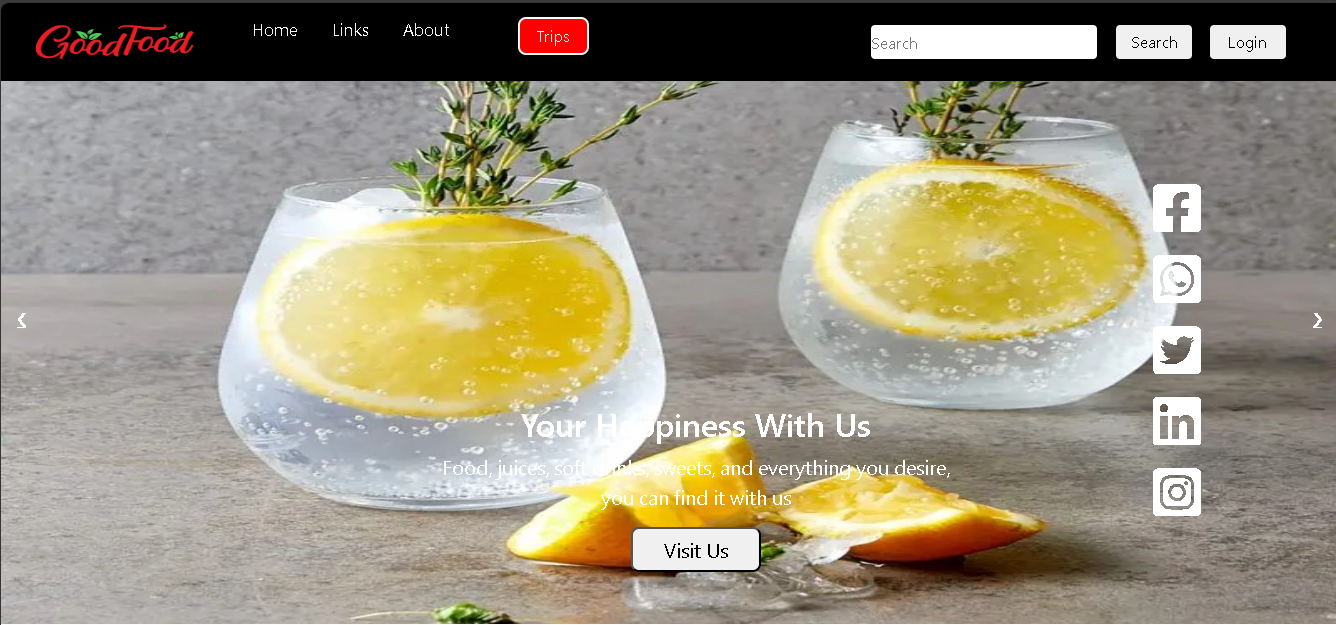 GoodFood
Home Links About Trips Search Search Login
Your Happiness With Us
Food, juices, soft drinks, sweets, and everything you desire,
you can find it with us
Visit Us